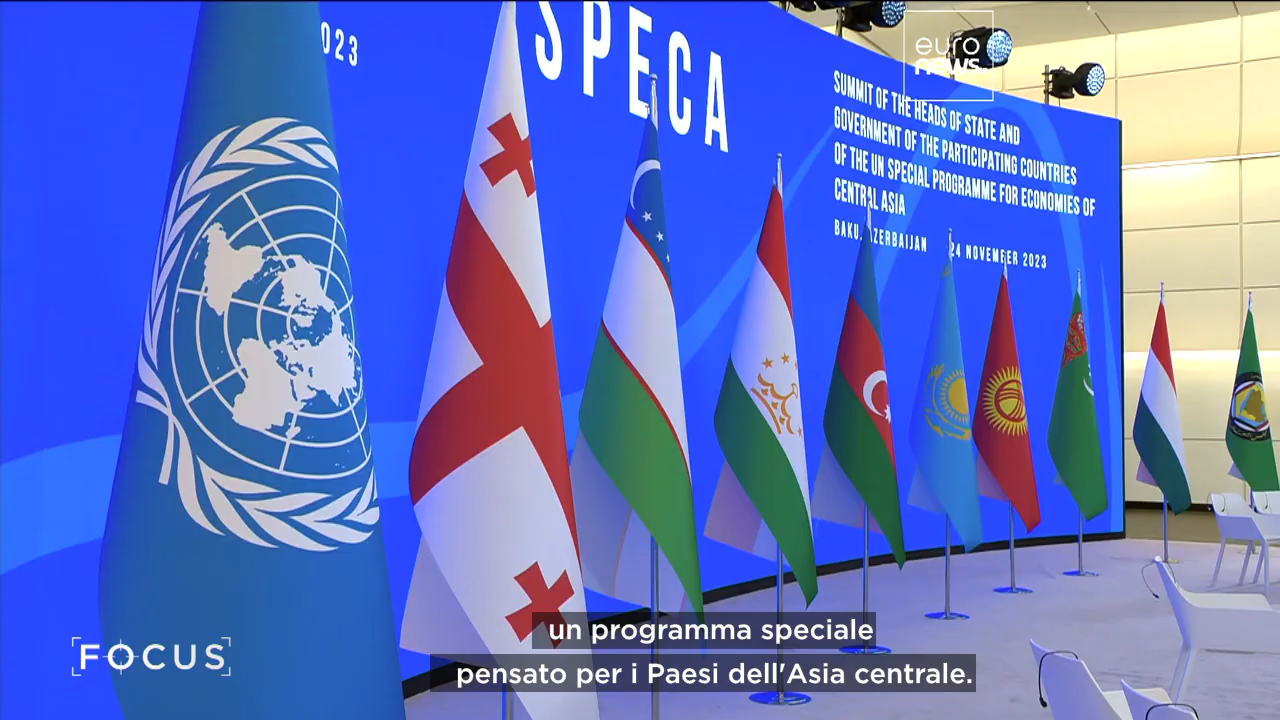 023
SPECA
euro
news.
SUMMIT OF THE HEADS OF STATE AND
GOVERNMENT OF THE PARTICIPATING COUNTRIES
OF THE UN SPECIAL PROGRAMME FOR ECONOMIES OF
CENTRAL ASIA
BAKU, AZERBAIJAN 24 NOVEMBER 2023
FOCUS
un programma speciale
pensato per i Paesi dell'Asia centrale.